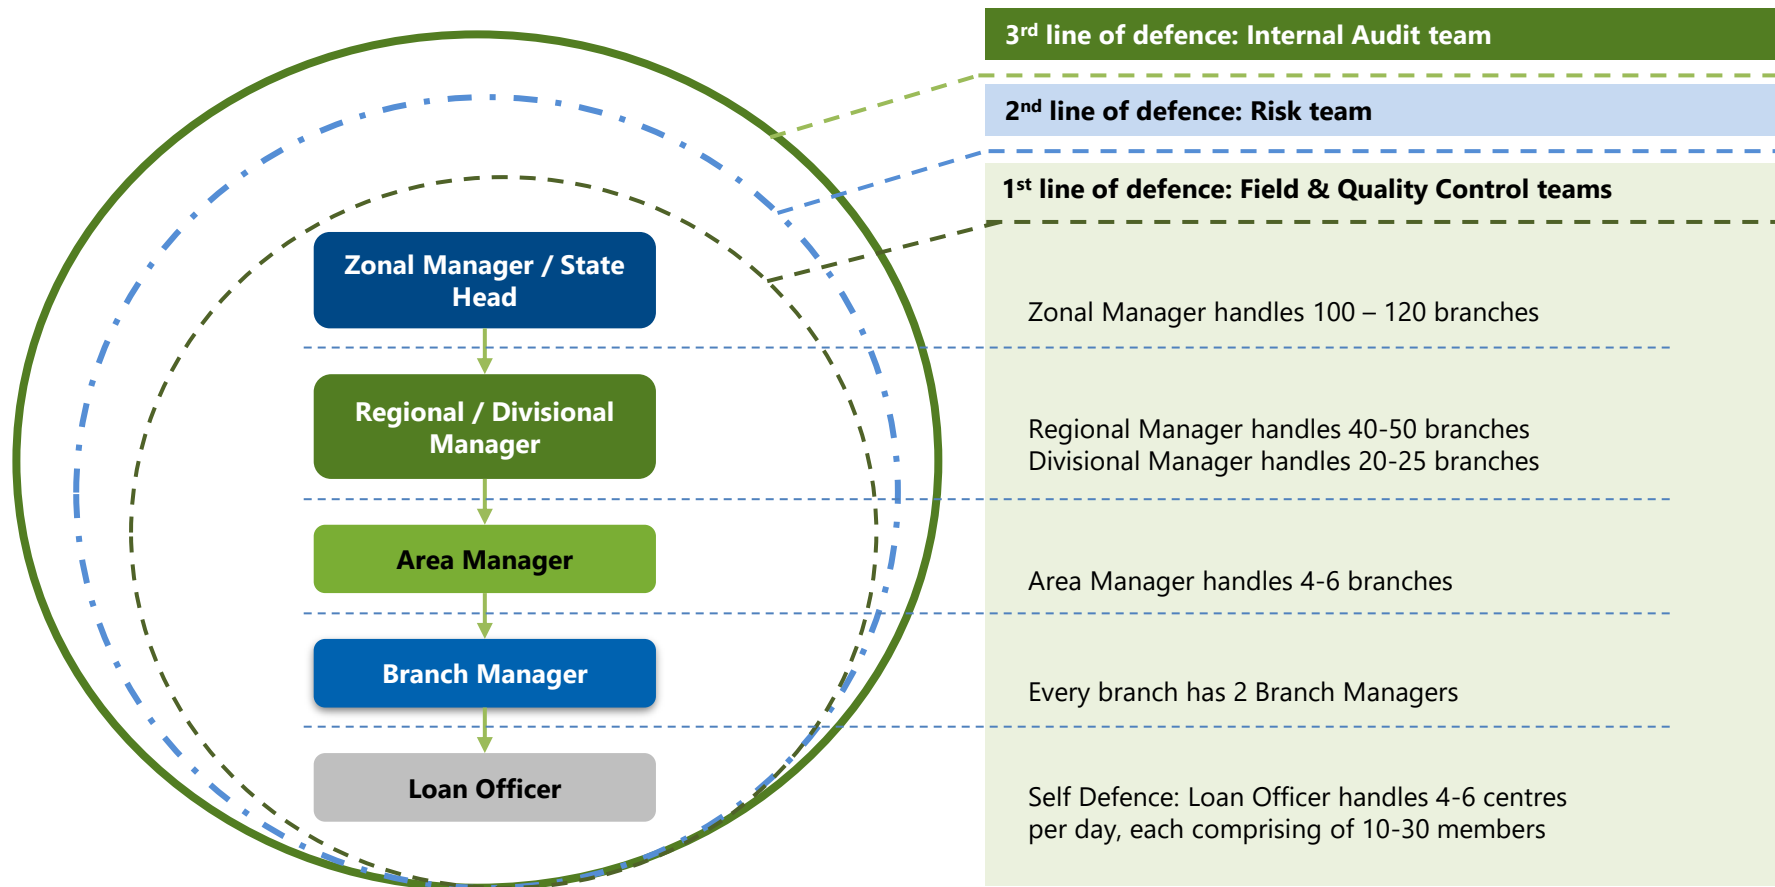 3rd line of defence: Internal Audit team
2nd line of defence: Risk team
1st line of defence: Field & Quality Control teams
Zonal Manager / State
Head
Zonal Manager handles 100 – 120 branches
Regional / Divisional
Manager
Regional Manager handles 40-50 branches
Divisional Manager handles 20-25 branches
Area Manager
Area Manager handles 4-6 branches
Branch Manager
Every branch has 2 Branch Managers
Loan Officer
Self Defence: Loan Officer handles 4-6 centres
per day, each comprising of 10-30 members